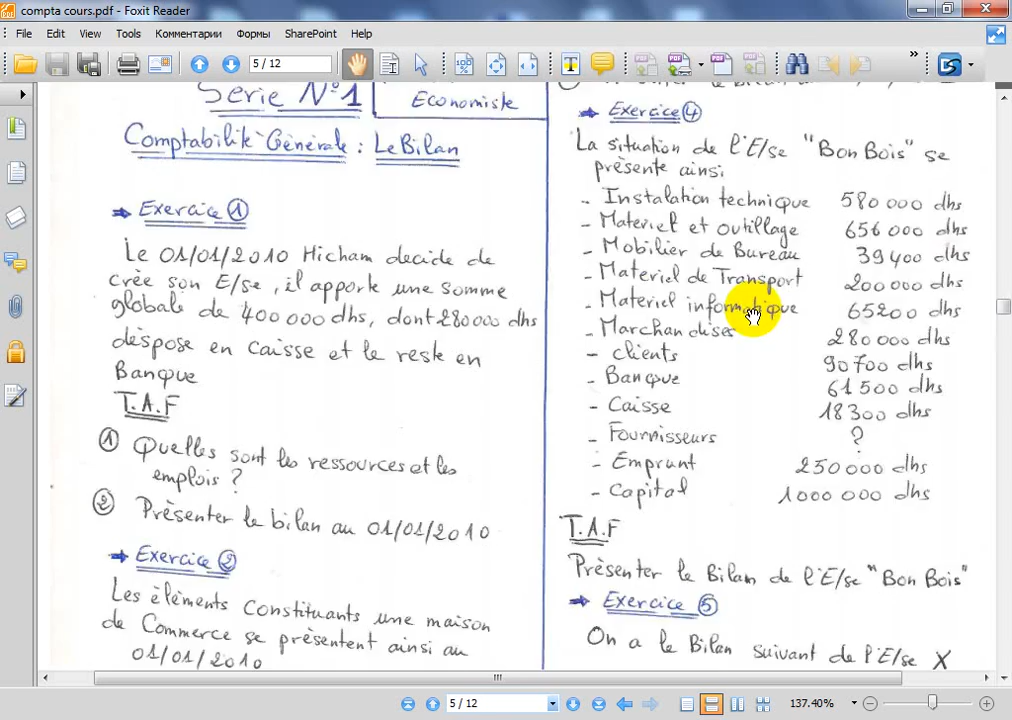 compta cours.pdf - Foxit Reader
File Edit View Tools Комментарии Формы SharePoint Help
5 / 12
Serie N°1
Economiste
Comptabilité Générale : Le Bilan
Exercice 1
Le 01/01/2010 Hicham decide de
crée son E/se, il apporte une somme
globale de 400 000 dhs, dont 280 000 dhs
déspose en Caisse et le reste en
Banque
T.A.F
1 Quelles sont les ressources et les
emplois ?
2 Présenter le bilan au 01/01/2010
Exercice 2
Les éléments Constituants une maison
de Commerce se présentent ainsi au
01/01/2010
Exercice 4
La situation de l'E/se "Bon Bois" se
présente ainsi
- Instalation technique 580 000 dhs
- Materiel et outillage 656 000 dhs
- Mobilier de Bureau 39 400 dhs
- Materiel de Transport 200 000 dhs
- Materiel informatique 65 200 dhs
- Marchandises 280 000 dhs
- clients 90 700 dhs
- Banque 61 500 dhs
- Caisse 18 300 dhs
- Fournisseurs ?
- Emprunt 250 000 dhs
- Capital 1 000 000 dhs
T.A.F
Présenter le Bilan de l'E/se "Bon Bois"
Exercice 5
On a le Bilan suivant de l'E/se X
5 / 12
137.40%